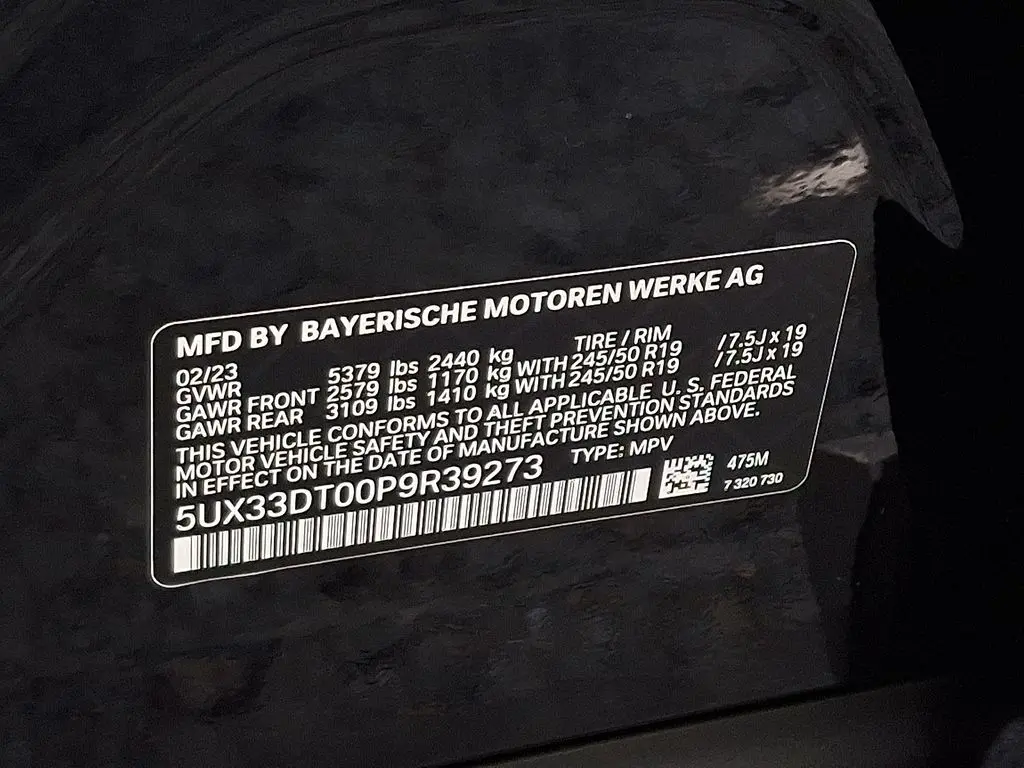 MFD BY BAYERISCHE MOTOREN WERKE AG
02/23 TIRE / RIM
GVWR 5379 lbs 2440 kg
GAWR FRONT 2579 lbs 1170 kg WITH 245/50 R19 / 7.5J x 19
GAWR REAR 3109 lbs 1410 kg WITH 245/50 R19 / 7.5J x 19
THIS VEHICLE CONFORMS TO ALL APPLICABLE U. S. FEDERAL
MOTOR VEHICLE SAFETY AND THEFT PREVENTION STANDARDS
IN EFFECT ON THE DATE OF MANUFACTURE SHOWN ABOVE.
5UX33DT00P9R39273 TYPE: MPV
475M
7 320 730